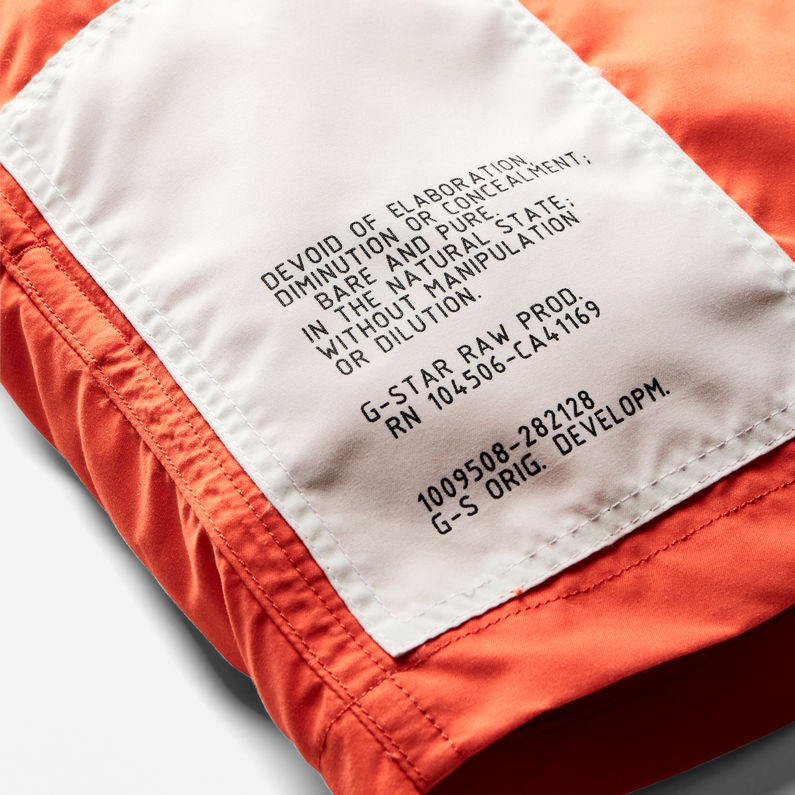 DEVOID OF ELABORATION,
DIMINUTION OR CONCEALMENT;
BARE AND PURE.
IN THE NATURAL STATE;
WITHOUT MANIPULATION
OR DILUTION.
G-STAR RAW PROD.
RN 104506-CA41169
1009508-282128
G-S ORIG. DEVELOPM.